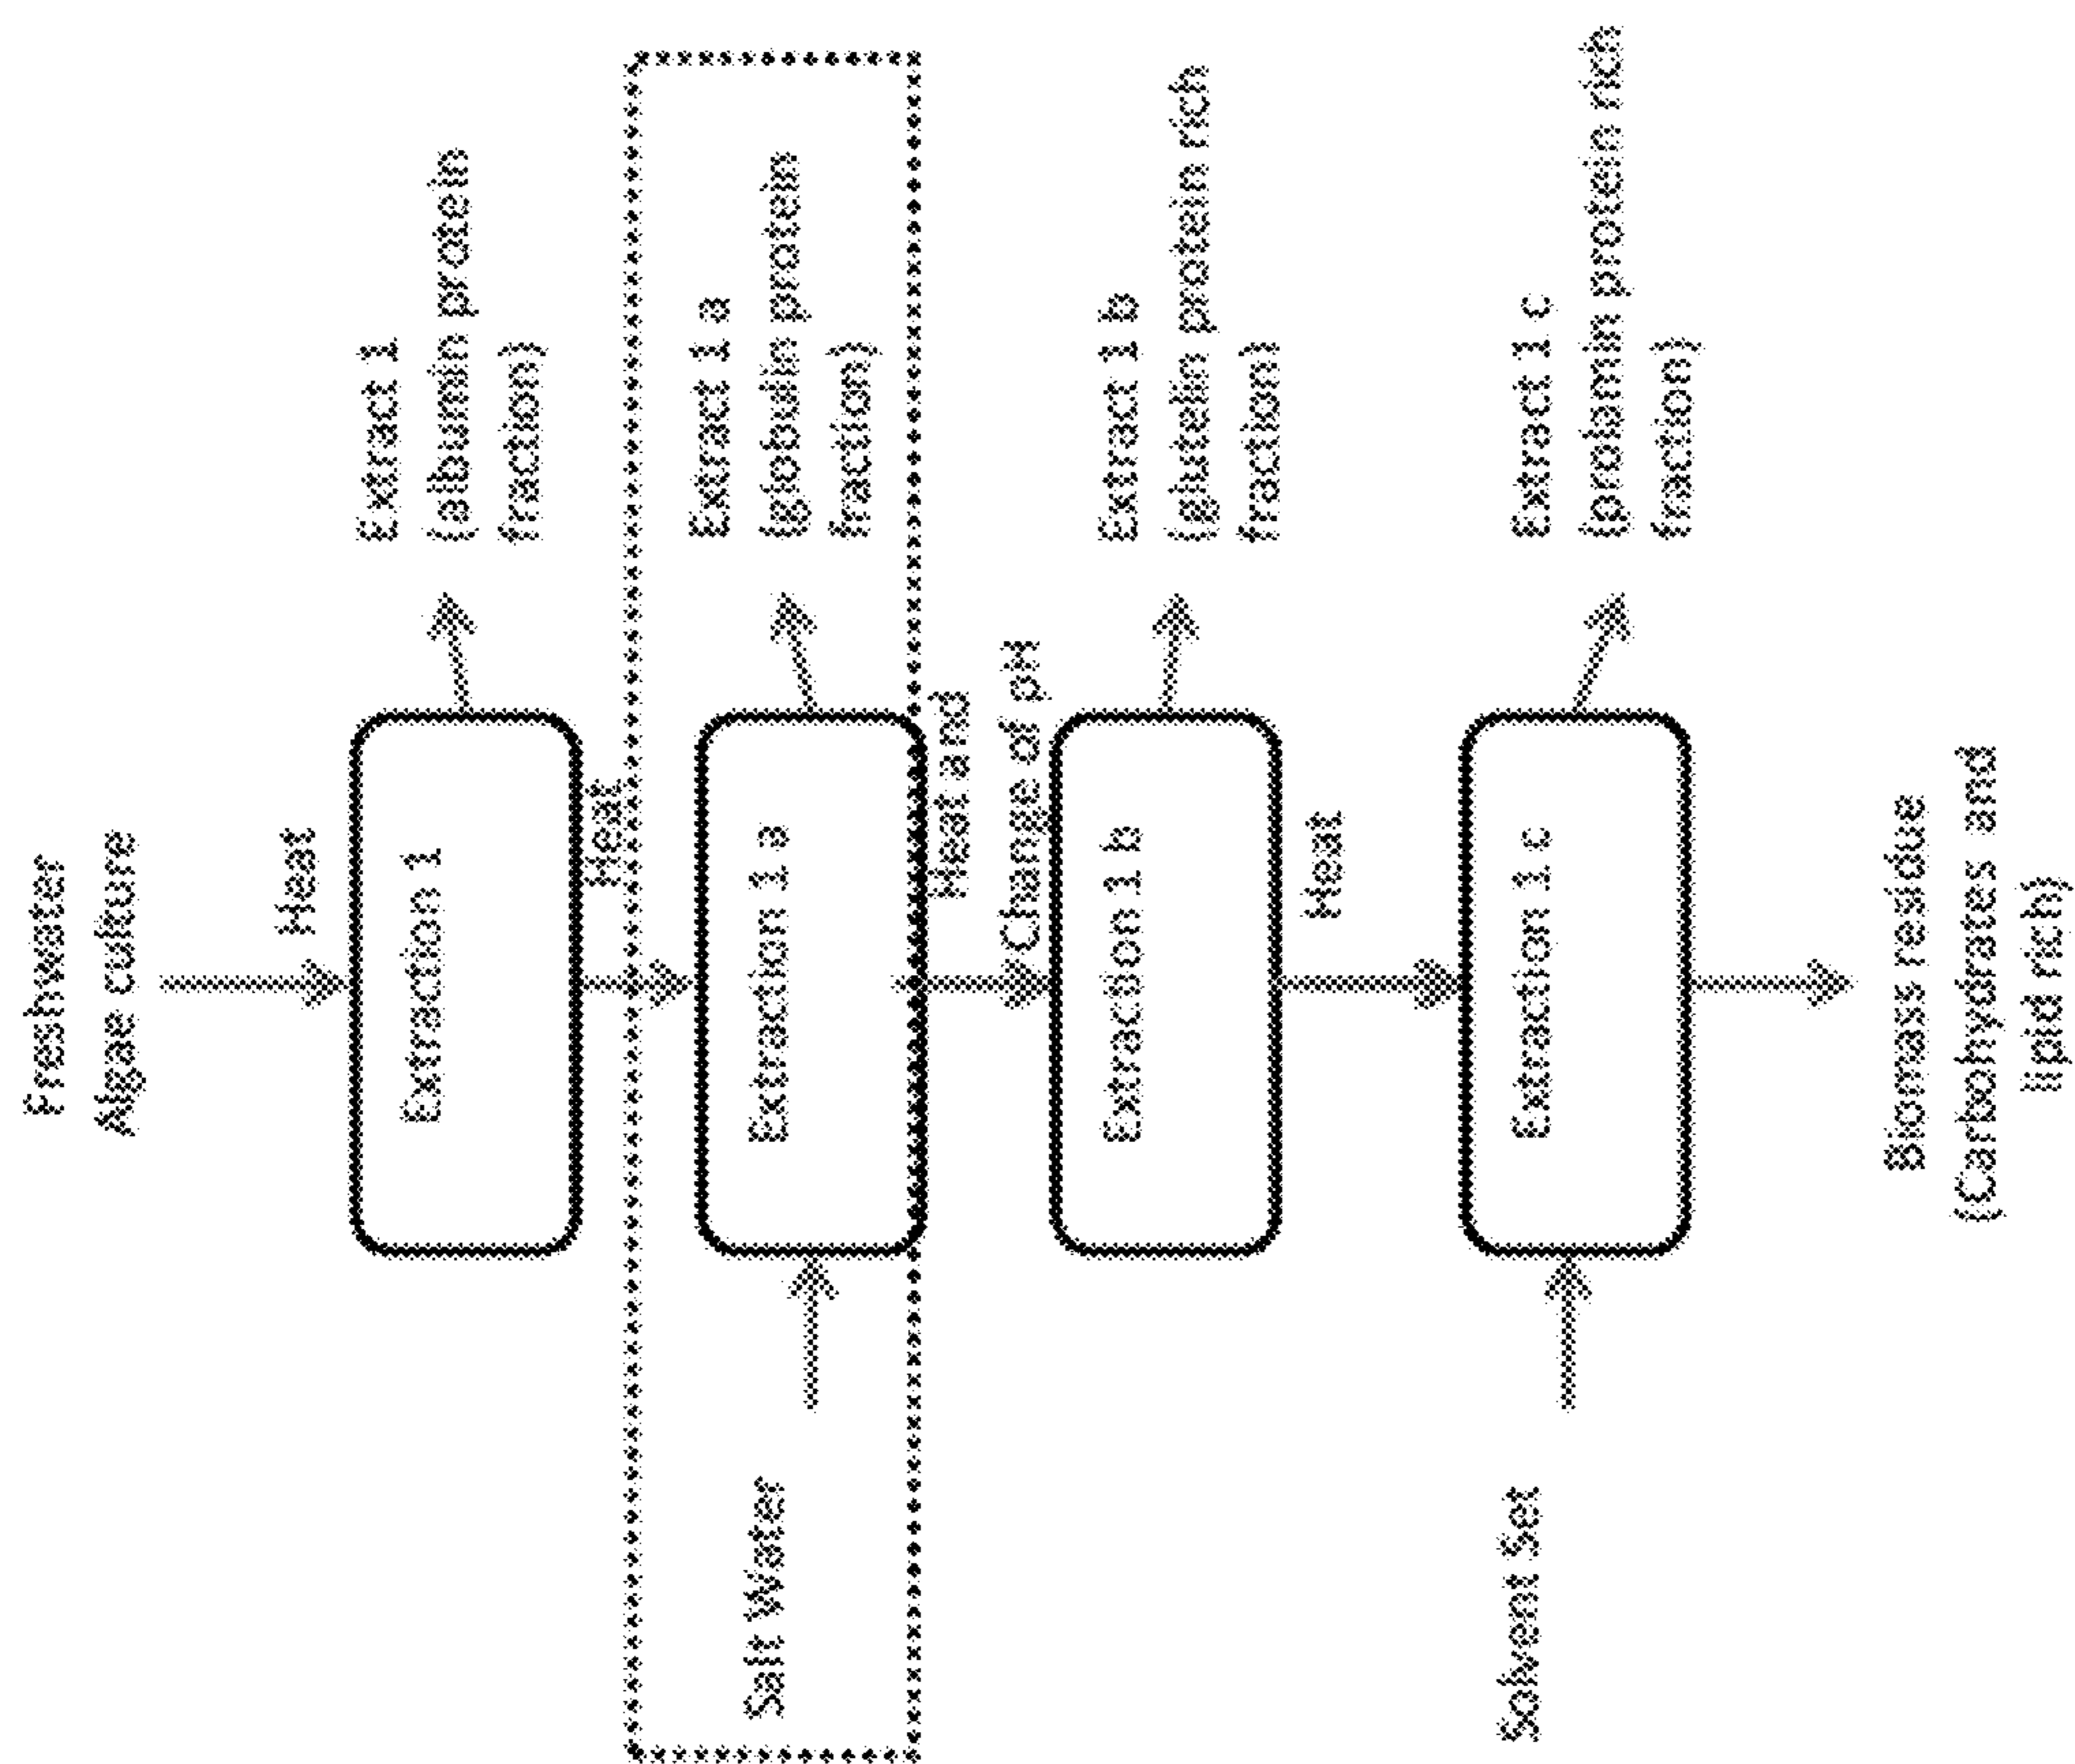 Freshwater
Algae culture
Heat
Extraction 1
Extract 1
(albumin protein
fraction)
Heat
Salt Water
Extraction 1 a
Extract 1 a
(globulin protein
fraction)
Heat and
Change of pH
Extraction 1 b
Extract 1 b
(glutelin protein rich
fraction)
Heat
Solvent Set
Extraction 1 c
Extract 1 c
(prolamin protein rich
fraction)
Biomass residue
(Carbohydrates and
lipid rich)